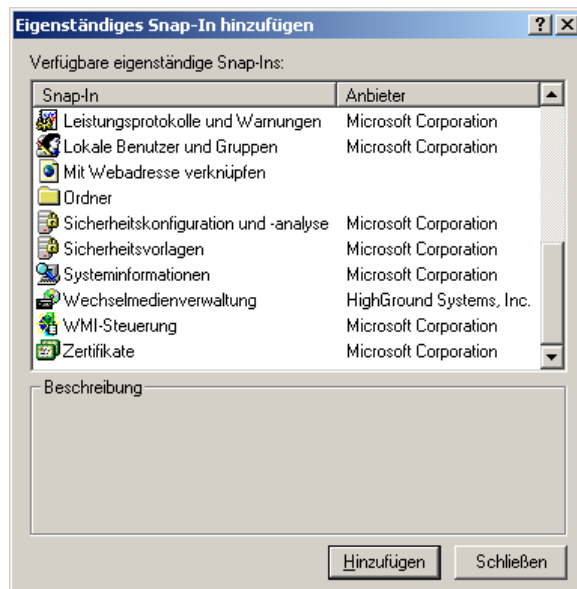 Eigenständiges Snap-In hinzufügen
Verfügbare eigenständige Snap-Ins:
Snap-In Anbieter
Leistungsprotokolle und Warnungen Microsoft Corporation
Lokale Benutzer und Gruppen Microsoft Corporation
Mit Webadresse verknüpfen
Ordner
Sicherheitskonfiguration und -analyse Microsoft Corporation
Sicherheitsvorlagen Microsoft Corporation
Systeminformationen Microsoft Corporation
Wechselmedienverwaltung HighGround Systems, Inc.
WMI-Steuerung Microsoft Corporation
Zertifikate Microsoft Corporation
Beschreibung
Hinzufügen Schließen